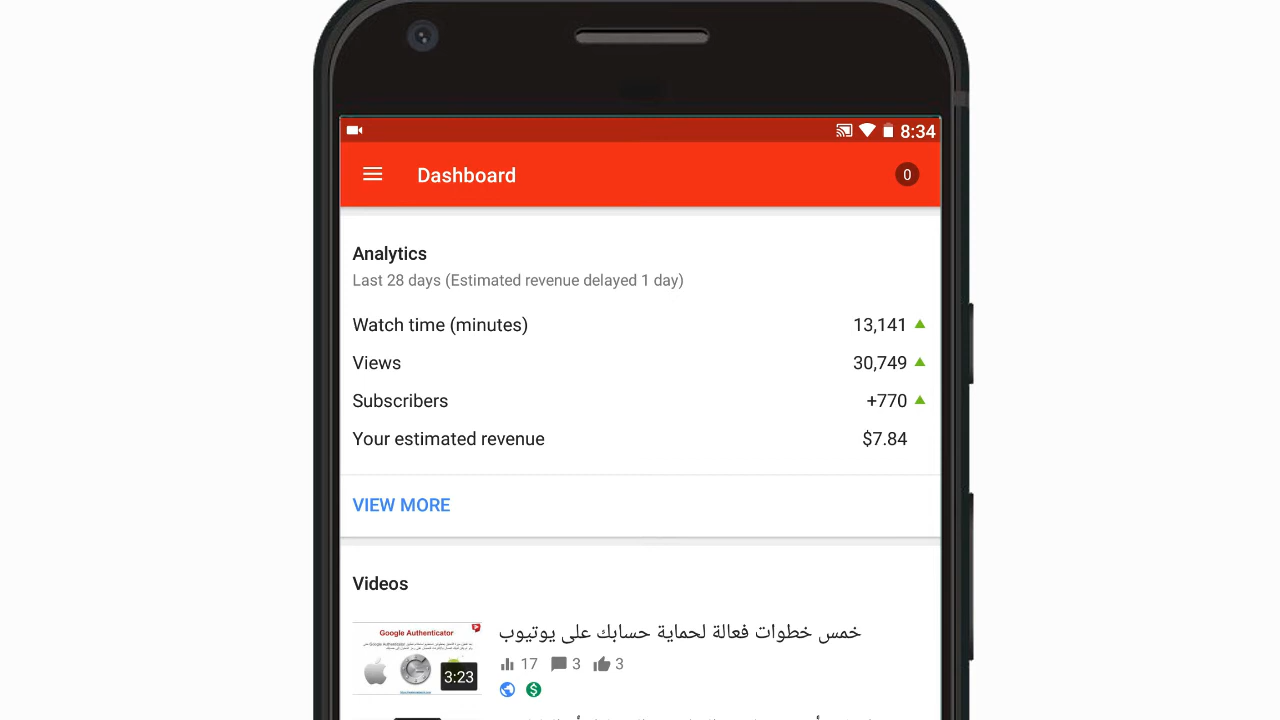 8:34
Dashboard
0
Analytics
Last 28 days (Estimated revenue delayed 1 day)
Watch time (minutes) 13,141
Views 30,749
Subscribers +770
Your estimated revenue $7.84
VIEW MORE
Videos
Google Authenticator
3:23
خمس خطوات فعالة لحماية حسابك على يوتيوب
17 3 3